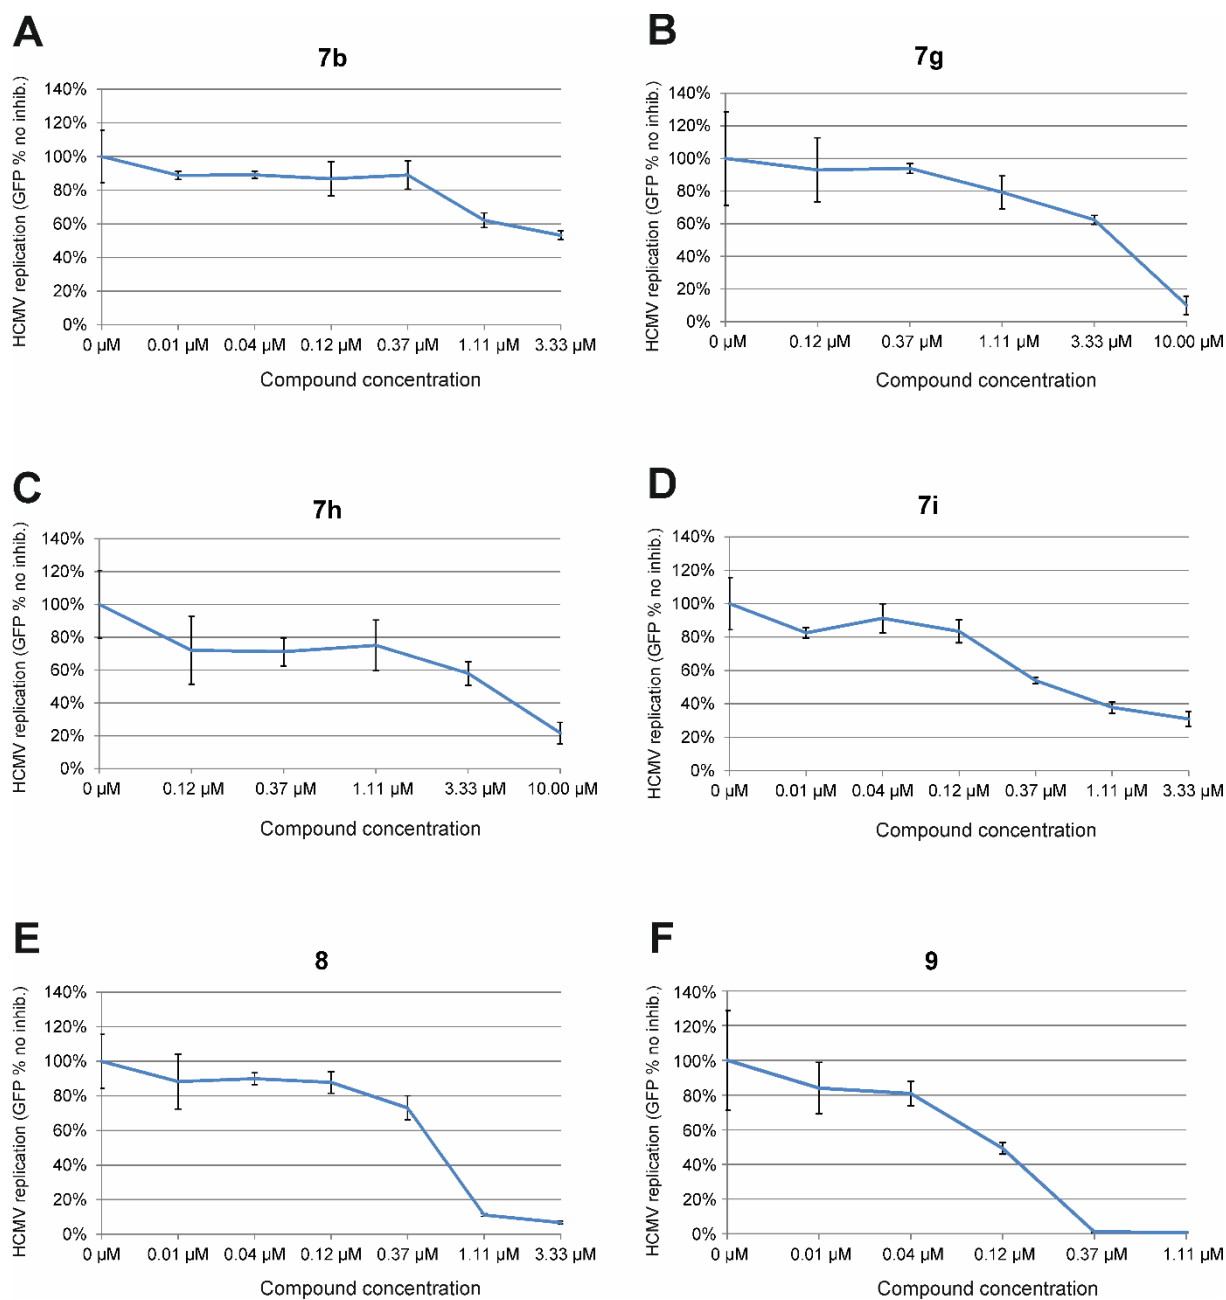 A
7b
HCMV replication (GFP % no inhib.)
140%
120%
100%
80%
60%
40%
20%
0%
0 µM 0.01 µM 0.04 µM 0.12 µM 0.37 µM 1.11 µM 3.33 µM
Compound concentration
B
7g
HCMV replication (GFP % no inhib.)
140%
120%
100%
80%
60%
40%
20%
0%
0 µM 0.12 µM 0.37 µM 1.11 µM 3.33 µM 10.00 µM
Compound concentration
C
7h
HCMV replication (GFP % no inhib.)
140%
120%
100%
80%
60%
40%
20%
0%
0 µM 0.12 µM 0.37 µM 1.11 µM 3.33 µM 10.00 µM
Compound concentration
D
7i
HCMV replication (GFP % no inhib.)
140%
120%
100%
80%
60%
40%
20%
0%
0 µM 0.01 µM 0.04 µM 0.12 µM 0.37 µM 1.11 µM 3.33 µM
Compound concentration
E
8
HCMV replication (GFP % no inhib.)
140%
120%
100%
80%
60%
40%
20%
0%
0 µM 0.01 µM 0.04 µM 0.12 µM 0.37 µM 1.11 µM 3.33 µM
Compound concentration
F
9
HCMV replication (GFP % no inhib.)
140%
120%
100%
80%
60%
40%
20%
0%
0 µM 0.01 µM 0.04 µM 0.12 µM 0.37 µM 1.11 µM
Compound concentration